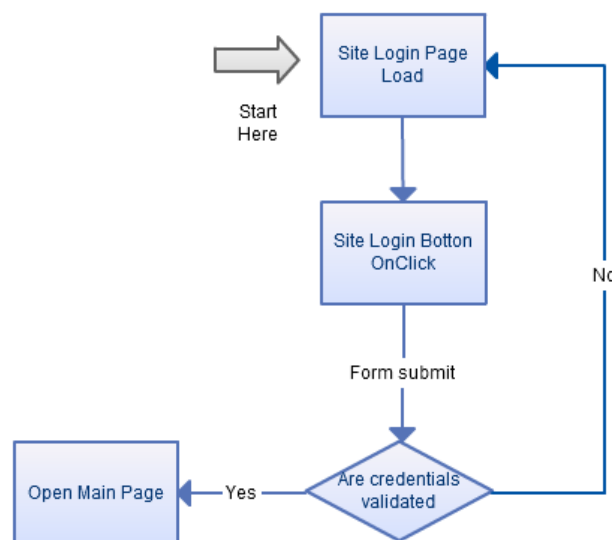 Site Login Page
Load
Start
Here
Site Login Botton
OnClick
No
Form submit
Are credentials
validated
Yes
Open Main Page